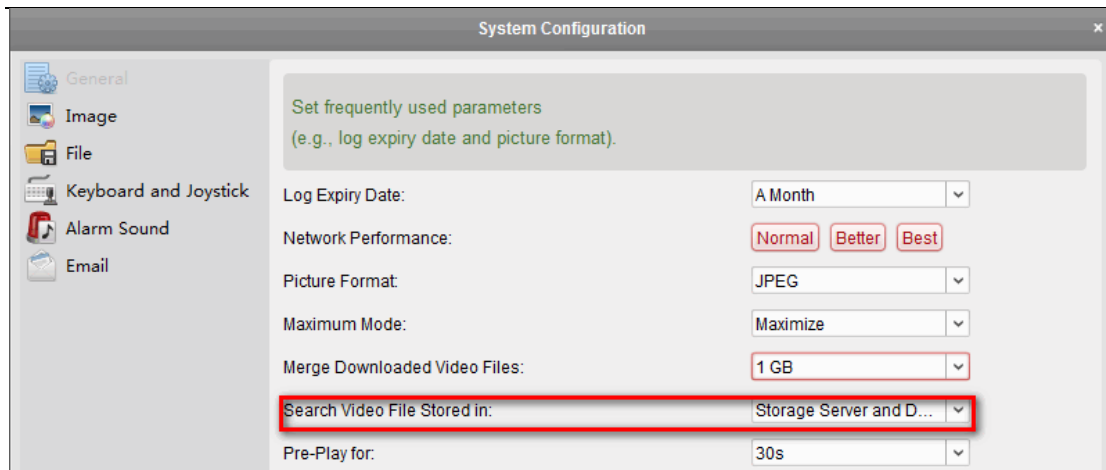 System Configuration
General
Image
File
Keyboard and Joystick
Alarm Sound
Email
Set frequently used parameters
(e.g., log expiry date and picture format).
Log Expiry Date: A Month
Network Performance: Normal Better Best
Picture Format: JPEG
Maximum Mode: Maximize
Merge Downloaded Video Files: 1 GB
Search Video File Stored in: Storage Server and D...
Pre-Play for: 30s